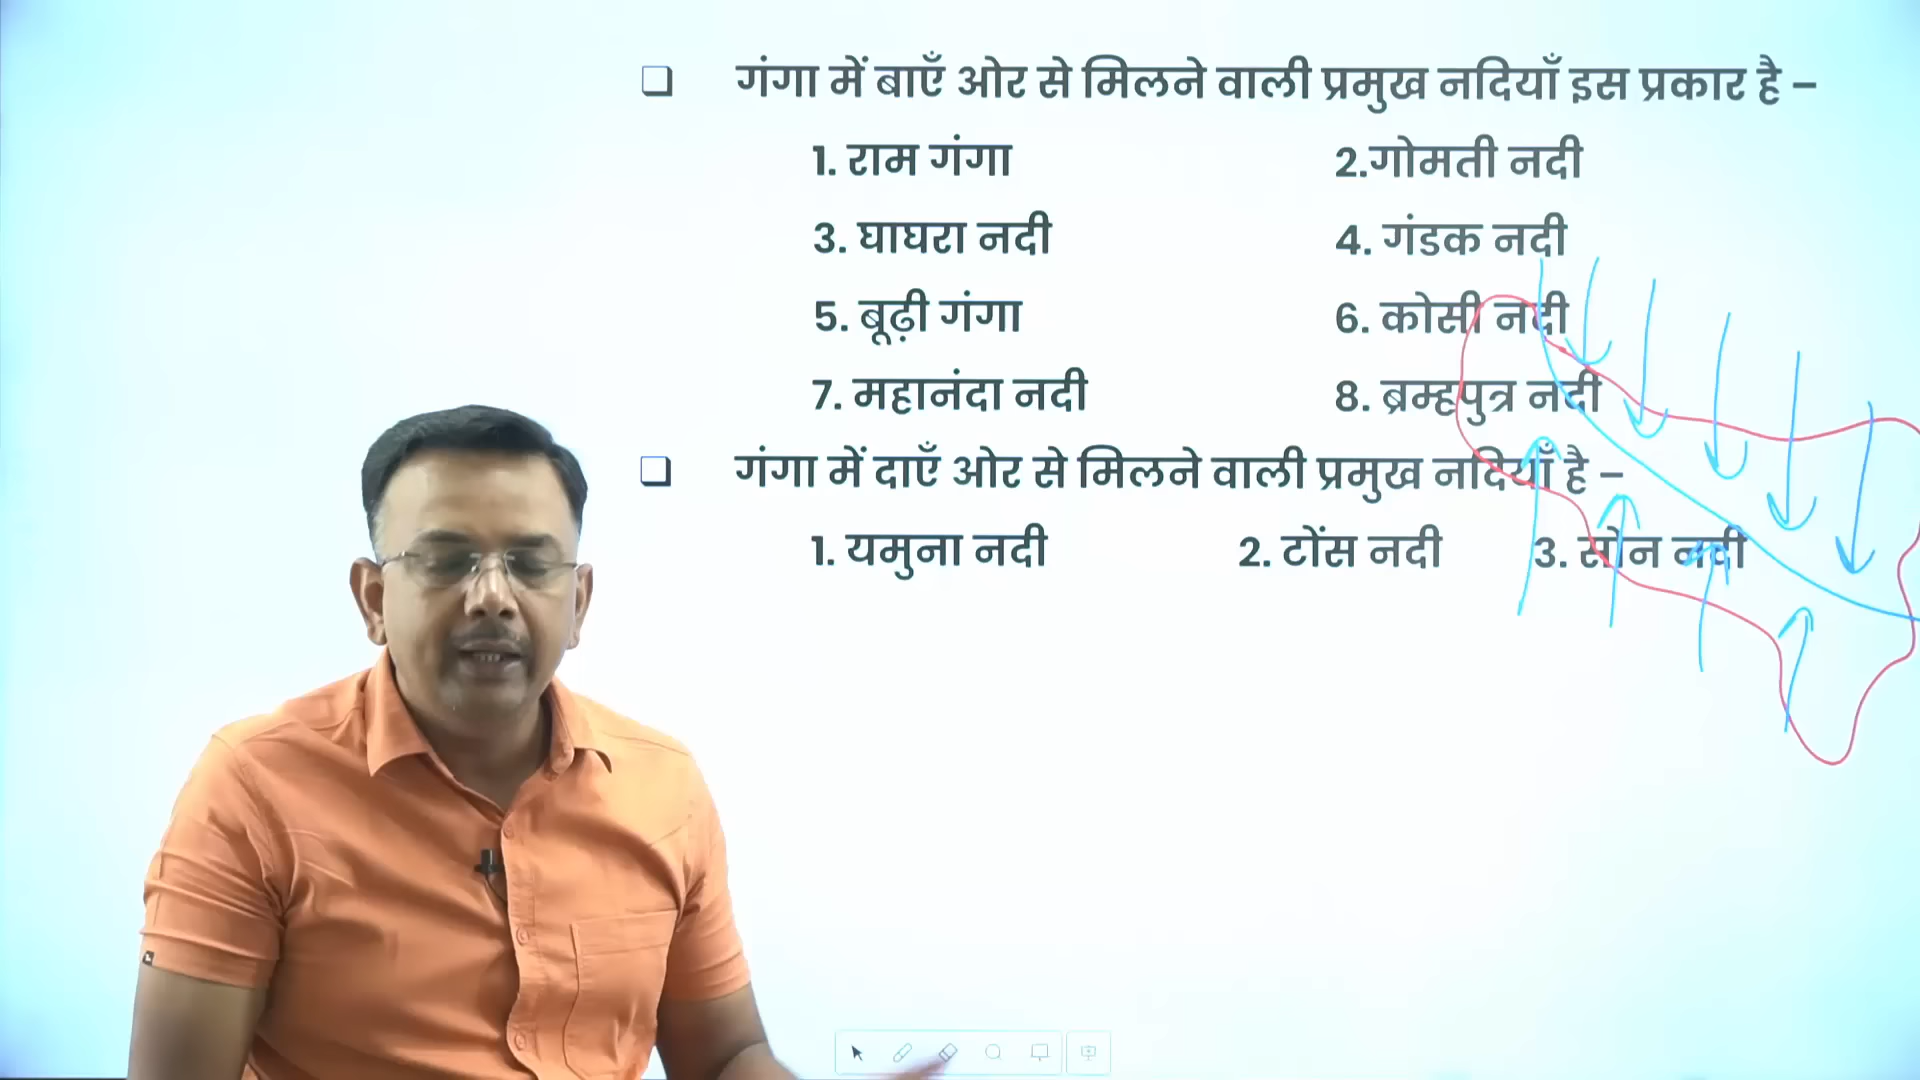 ❑ गंगा में बाएँ ओर से मिलने वाली प्रमुख नदियाँ इस प्रकार है –
1. राम गंगा 2.गोमती नदी
3. घाघरा नदी 4. गंडक नदी
5. बूढ़ी गंगा 6. कोसी नदी
7. महानंदा नदी 8. ब्रम्हपुत्र नदी
❑ गंगा में दाएँ ओर से मिलने वाली प्रमुख नदियाँ है –
1. यमुना नदी 2. टोंस नदी 3. सोन नदी